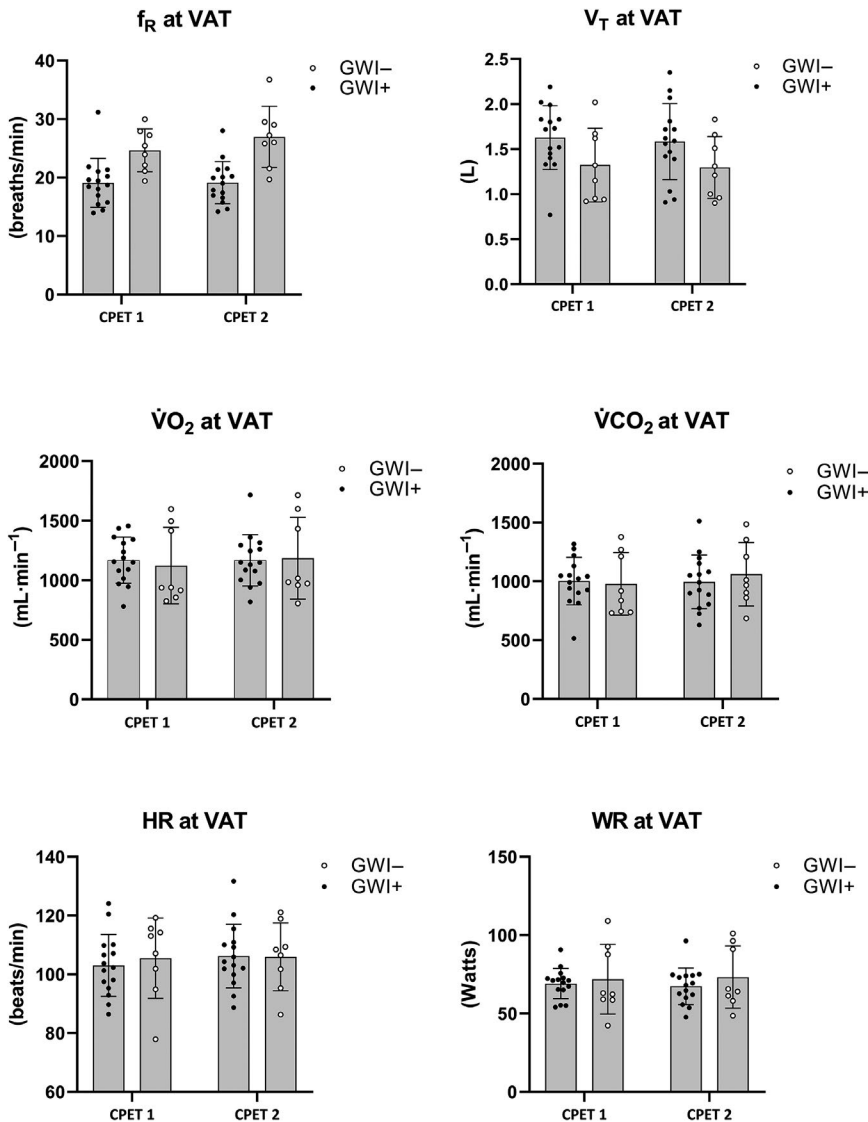 f_R at VAT
GWI–
GWI+
(breaths/min)
40
30
20
10
0
CPET 1
CPET 2
V_T at VAT
GWI–
GWI+
(L)
2.5
2.0
1.5
1.0
0.5
0.0
CPET 1
CPET 2
V̇O₂ at VAT
GWI–
GWI+
(mL·min⁻¹)
2000
1500
1000
500
0
CPET 1
CPET 2
V̇CO₂ at VAT
GWI–
GWI+
(mL·min⁻¹)
2000
1500
1000
500
0
CPET 1
CPET 2
HR at VAT
GWI–
GWI+
(beats/min)
140
120
100
80
60
CPET 1
CPET 2
WR at VAT
GWI–
GWI+
(Watts)
150
100
50
0
CPET 1
CPET 2